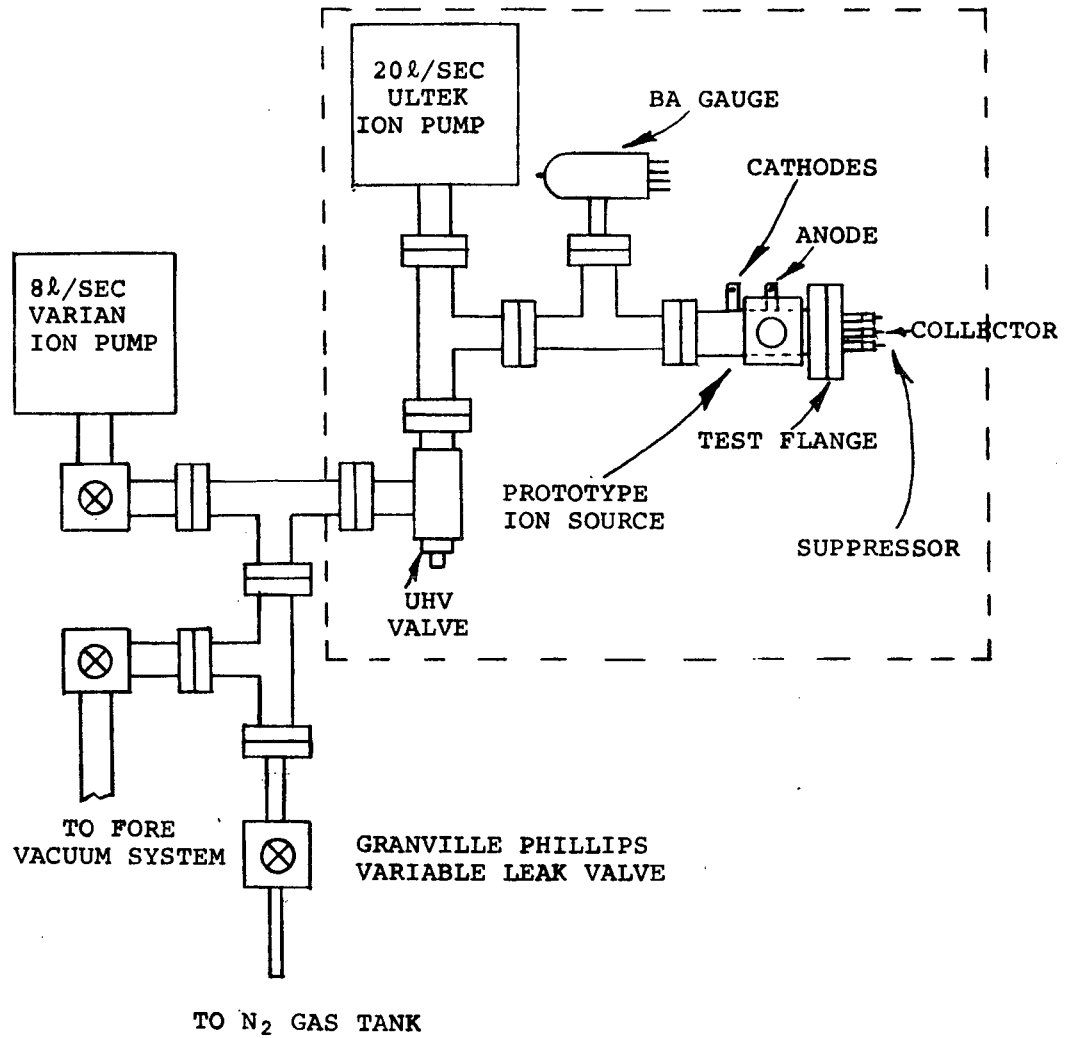 20ℓ/SEC
ULTEK
ION PUMP
BA GAUGE
CATHODES
ANODE
8ℓ/SEC
VARIAN
ION PUMP
COLLECTOR
TEST FLANGE
PROTOTYPE
ION SOURCE
SUPPRESSOR
UHV
VALVE
TO FORE
VACUUM SYSTEM
GRANVILLE PHILLIPS
VARIABLE LEAK VALVE
TO N₂ GAS TANK